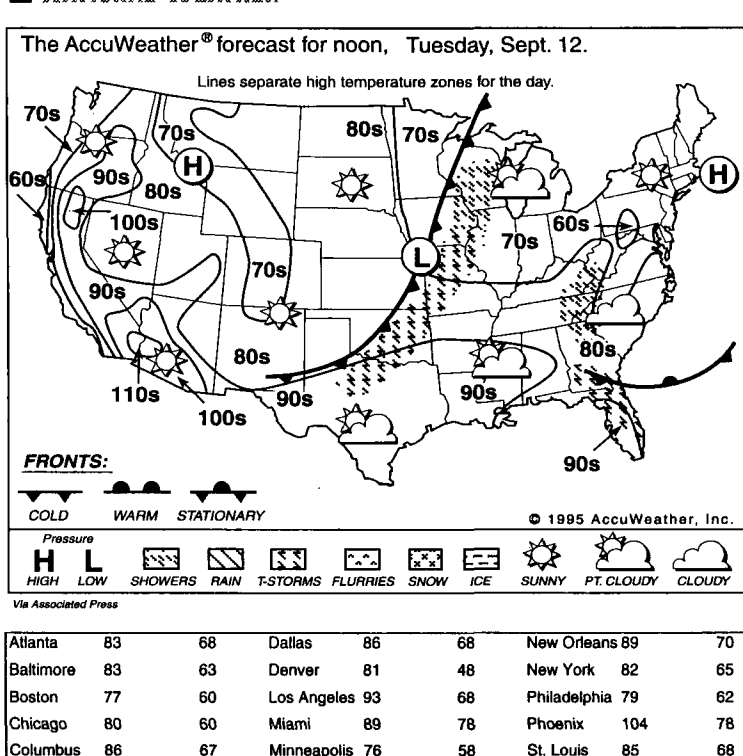 The AccuWeather® forecast for noon, Tuesday, Sept. 12.
Lines separate high temperature zones for the day.
70s
70s
80s
70s
H
H
60s
90s
80s
100s
60s
70s
L
70s
90s
80s
80s
90s
90s
110s
100s
90s
FRONTS:
COLD WARM STATIONARY
© 1995 AccuWeather, Inc.
Pressure
H L
HIGH LOW SHOWERS RAIN T-STORMS FLURRIES SNOW ICE SUNNY PT. CLOUDY CLOUDY
Via Associated Press
Atlanta 83 68 Dallas 86 68 New Orleans 89 70
Baltimore 83 63 Denver 81 48 New York 82 65
Boston 77 60 Los Angeles 93 68 Philadelphia 79 62
Chicago 80 60 Miami 89 78 Phoenix 104 78
Columbus 86 67 Minneapolis 76 58 St. Louis 85 68